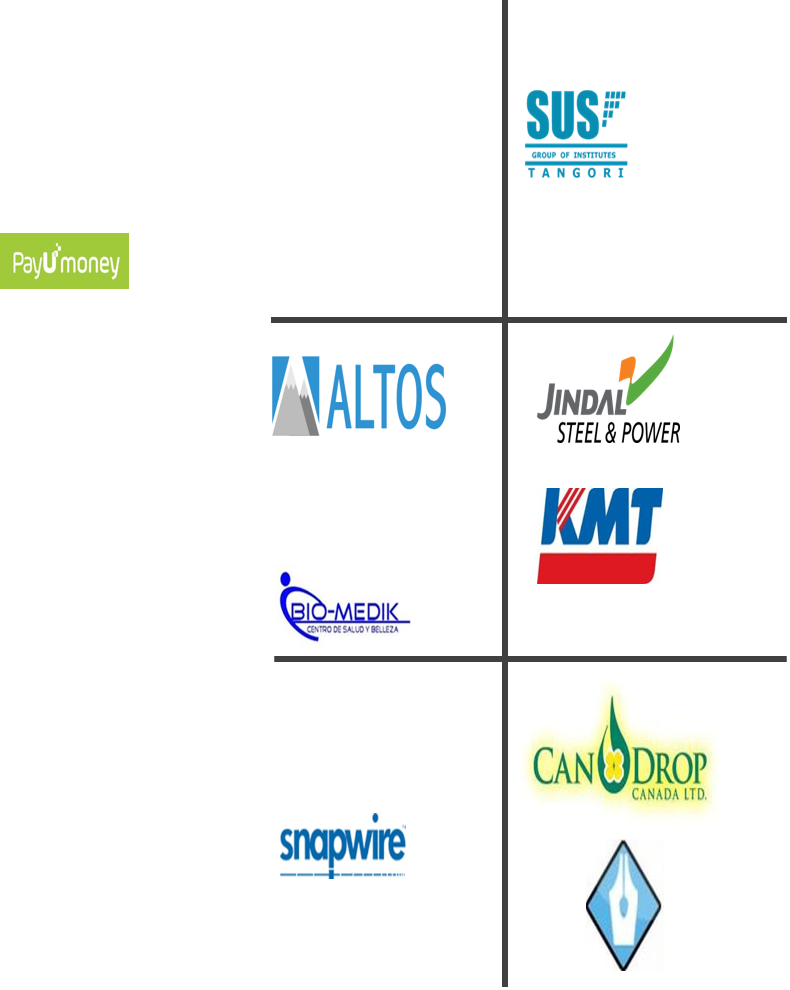 SUS
GROUP OF INSTITUTES
TANGORI
PayUmoney
ALTOS
JINDAL
STEEL & POWER
KMT
BIO-MEDIK
CENTRO DE SALUD Y BELLEZA
CAN DROP
CANADA LTD.
snapwire